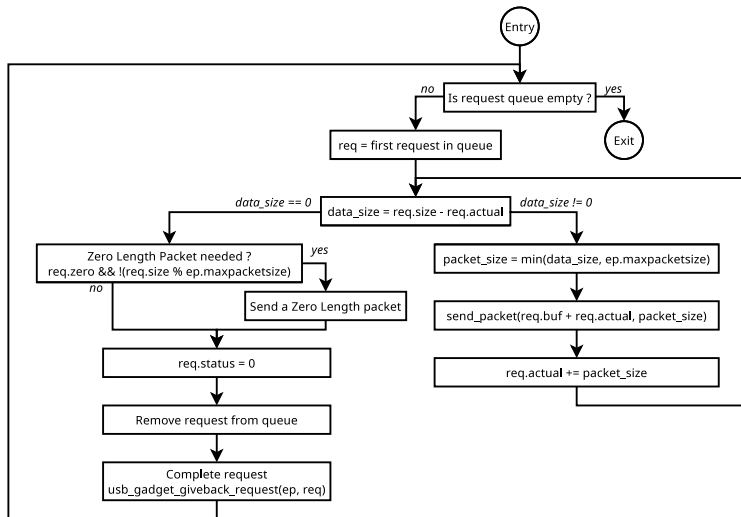 Entry
Is request queue empty ?
no
yes
Exit
req = first request in queue
data_size = req.size - req.actual
data_size == 0
data_size != 0
Zero Length Packet needed ?
req.zero && !(req.size % ep.maxpacketsize)
yes
no
Send a Zero Length packet
packet_size = min(data_size, ep.maxpacketsize)
send_packet(req.buf + req.actual, packet_size)
req.actual += packet_size
req.status = 0
Remove request from queue
Complete request
usb_gadget_giveback_request(ep, req)